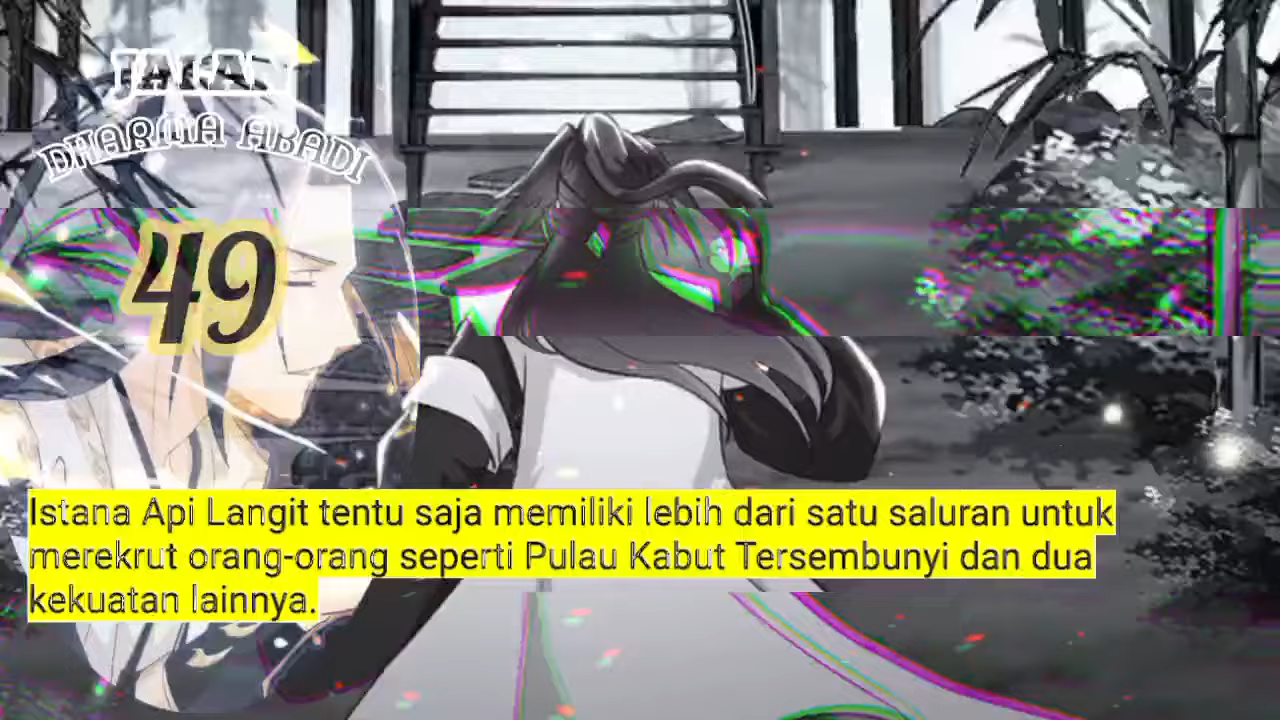 JALAN
DHARMA ABADI
49
Istana Api Langit tentu saja memiliki lebih dari satu saluran untuk
merekrut orang-orang seperti Pulau Kabut Tersembunyi dan dua
kekuatan lainnya.